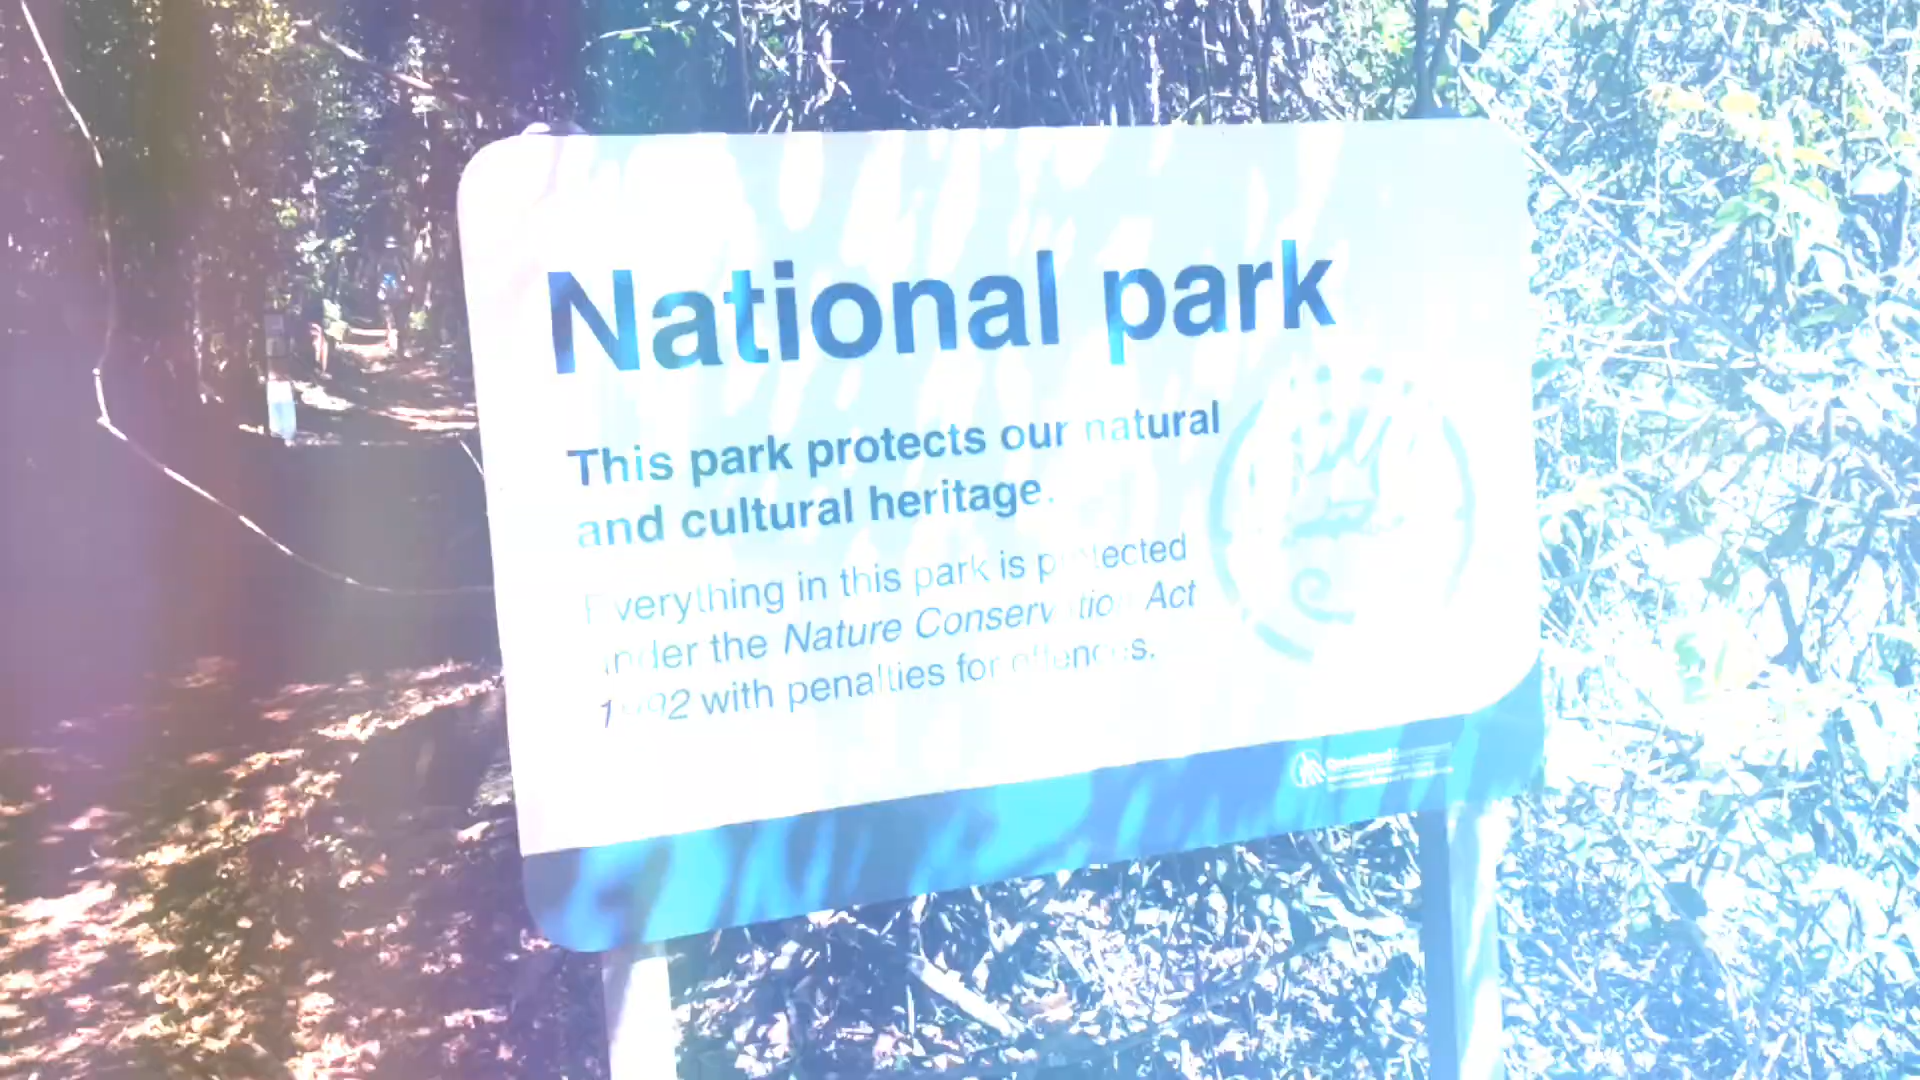 National park
This park protects our natural
and cultural heritage.
Everything in this park is protected
under the Nature Conservation Act
1992 with penalties for offences.